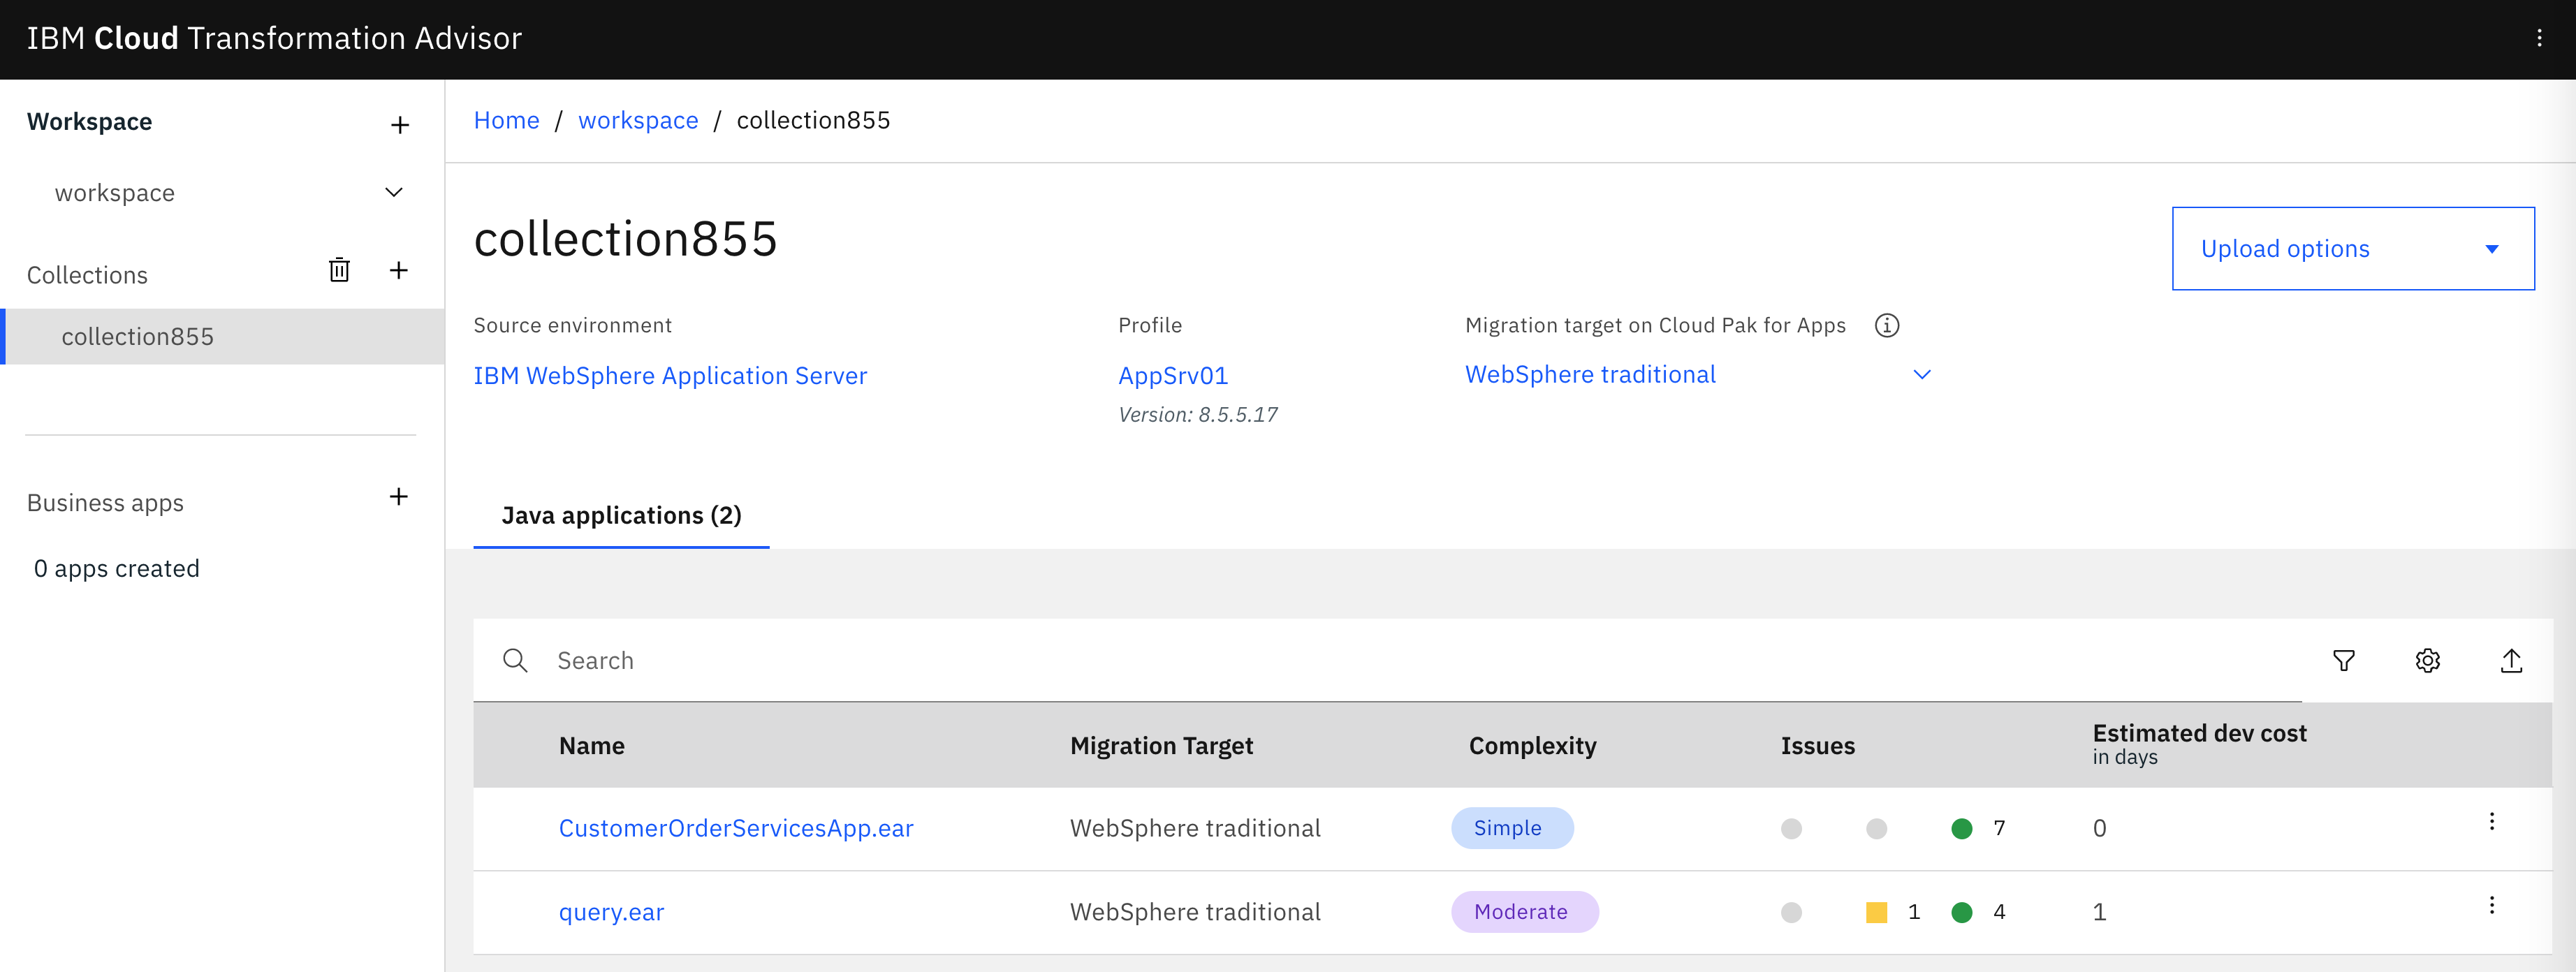 IBM Cloud Transformation Advisor
Workspace
workspace
Collections
collection855
Business apps
0 apps created
Home / workspace / collection855
collection855
Upload options
Source environment
IBM WebSphere Application Server
Profile
AppSrv01
Version: 8.5.5.17
Migration target on Cloud Pak for Apps
WebSphere traditional
Java applications (2)
Search
Name Migration Target Complexity Issues Estimated dev cost
in days
CustomerOrderServicesApp.ear WebSphere traditional Simple 7 0
query.ear WebSphere traditional Moderate 1 4 1